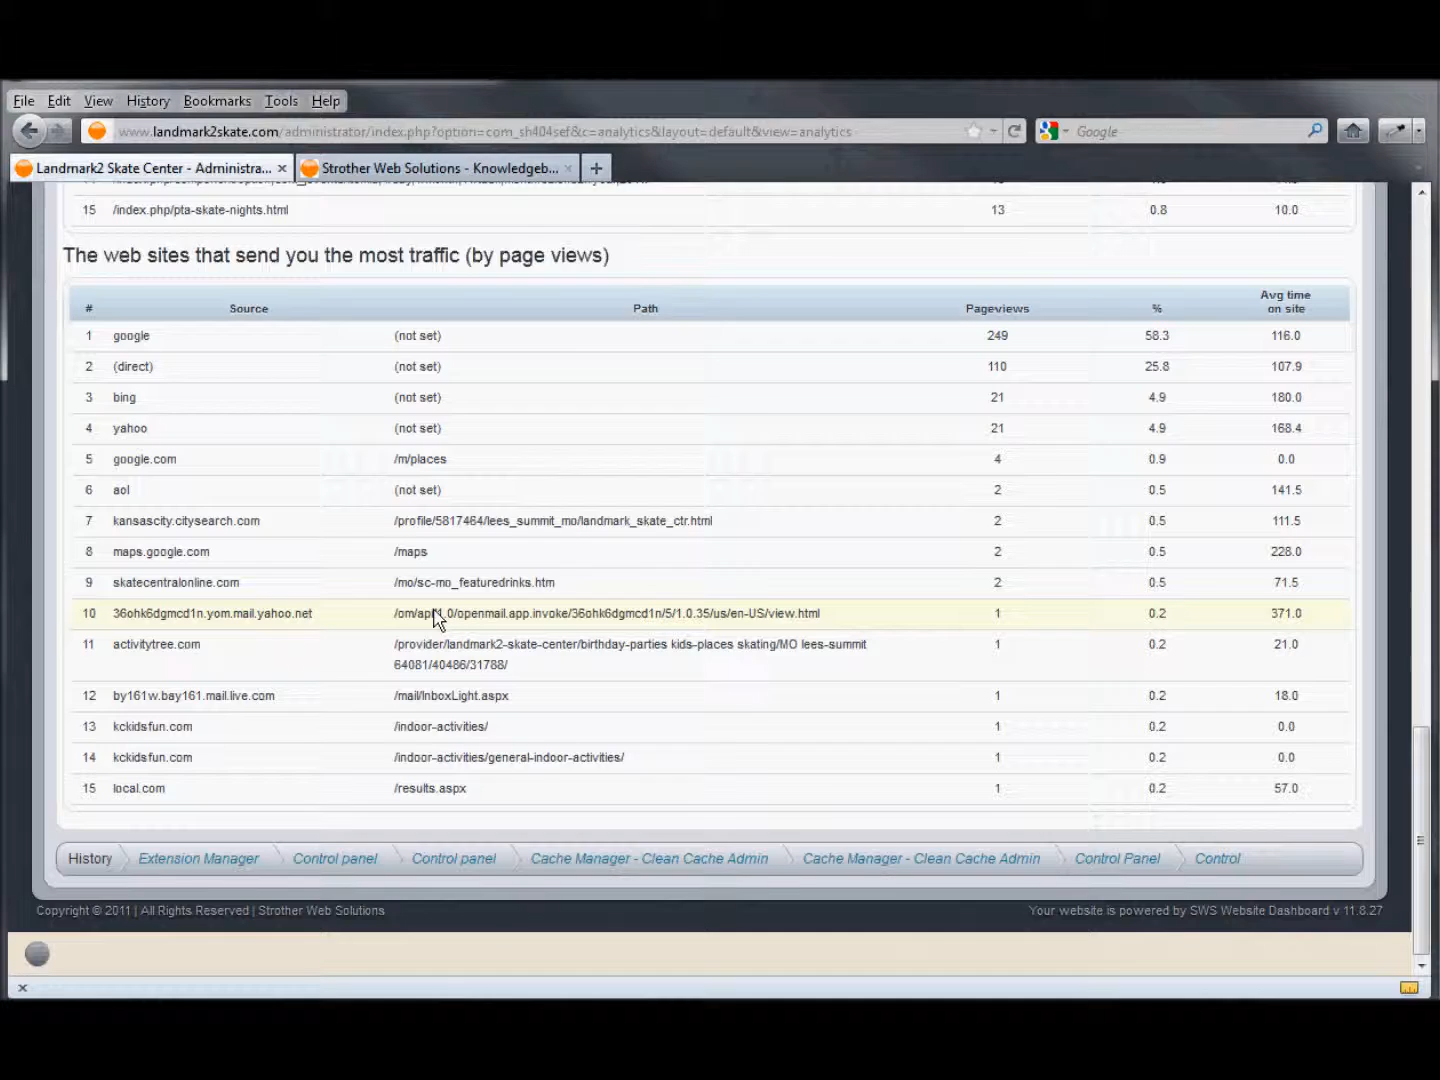 File Edit View History Bookmarks Tools Help
www.landmark2skate.com/administrator/index.php?option=com_sh404sef&c=analytics&layout=default&view=analytics
Google
Landmark2 Skate Center - Administra...
Strother Web Solutions - Knowledgeb...
15 /index.php/pta-skate-nights.html 13 0.8 10.0
The web sites that send you the most traffic (by page views)
# Source Path Pageviews % Avg time
on site
1 google (not set) 249 58.3 116.0
2 (direct) (not set) 110 25.8 107.9
3 bing (not set) 21 4.9 180.0
4 yahoo (not set) 21 4.9 168.4
5 google.com /m/places 4 0.9 0.0
6 aol (not set) 2 0.5 141.5
7 kansascity.citysearch.com /profile/5817464/lees_summit_mo/landmark_skate_ctr.html 2 0.5 111.5
8 maps.google.com /maps 2 0.5 228.0
9 skatecentralonline.com /mo/sc-mo_featuredrinks.htm 2 0.5 71.5
10 36ohk6dgmcd1n.yom.mail.yahoo.net /om/api/1.0/openmail.app.invoke/36ohk6dgmcd1n/5/1.0.35/us/en-US/view.html 1 0.2 371.0
11 activitytree.com /provider/landmark2-skate-center/birthday-parties kids-places skating/MO lees-summit 1 0.2 21.0
64081/40486/31788/
12 by161w.bay161.mail.live.com /mail/InboxLight.aspx 1 0.2 18.0
13 kckidsfun.com /indoor-activities/ 1 0.2 0.0
14 kckidsfun.com /indoor-activities/general-indoor-activities/ 1 0.2 0.0
15 local.com /results.aspx 1 0.2 57.0
History Extension Manager Control panel Control panel Cache Manager - Clean Cache Admin Cache Manager - Clean Cache Admin Control Panel Control
Copyright © 2011 | All Rights Reserved | Strother Web Solutions
Your website is powered by SWS Website Dashboard v 11.8.27